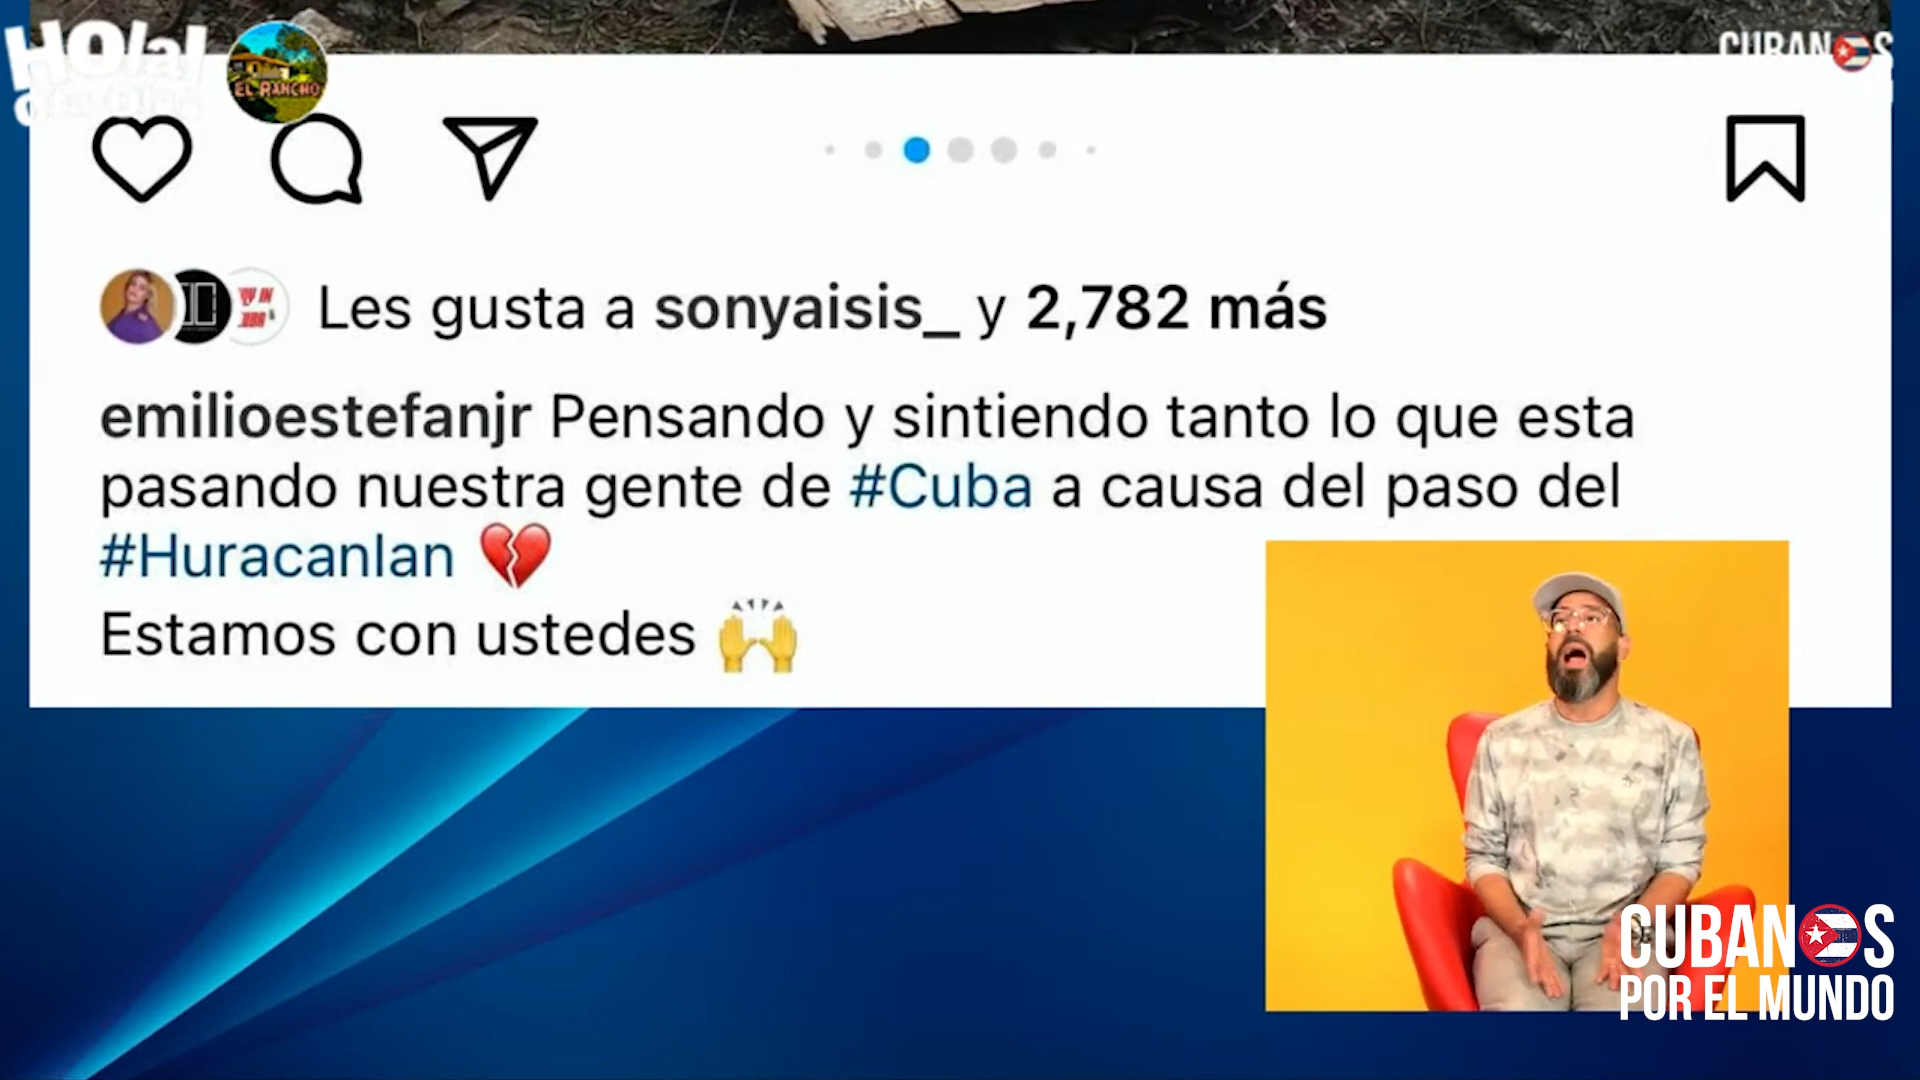 HOla!
CUBANOS
EL RANCHO
Les gusta a sonyaisis_ y 2,782 más
emilioestefanjr Pensando y sintiendo tanto lo que esta
pasando nuestra gente de #Cuba a causa del paso del
#HuracanIan 💔
Estamos con ustedes 🙌
CUBANOS
POR EL MUNDO